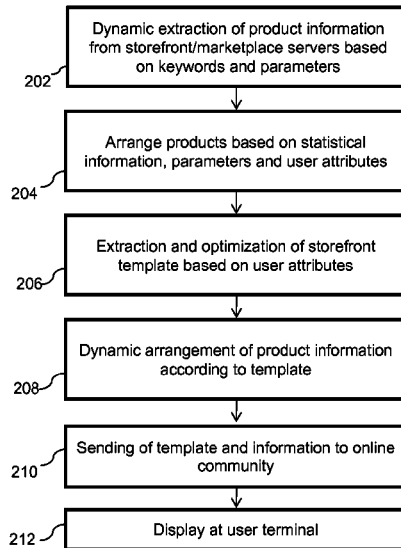 Dynamic extraction of product information
from storefront/marketplace servers based
on keywords and parameters
202
Arrange products based on statistical
information, parameters and user attributes
204
Extraction and optimization of storefront
template based on user attributes
206
Dynamic arrangement of product information
according to template
208
Sending of template and information to online
community
210
Display at user terminal
212